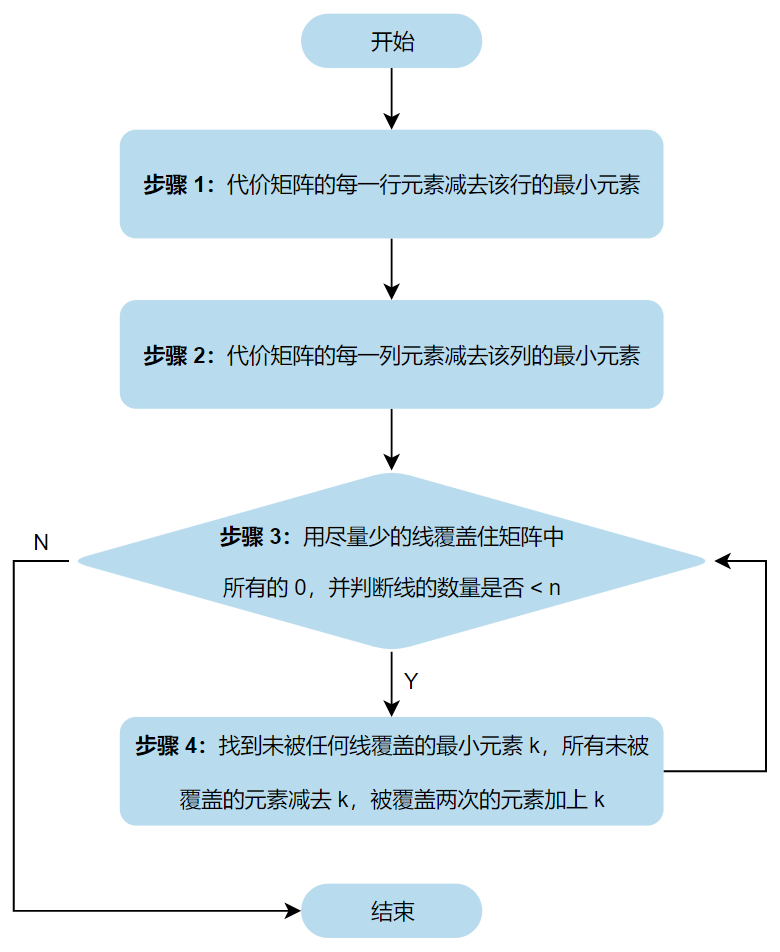 开始
步骤 1：代价矩阵的每一行元素减去该行的最小元素
步骤 2：代价矩阵的每一列元素减去该列的最小元素
步骤 3：用尽量少的线覆盖住矩阵中
所有的 0，并判断线的数量是否 < n
N
Y
步骤 4：找到未被任何线覆盖的最小元素 k，所有未被
覆盖的元素减去 k，被覆盖两次的元素加上 k
结束